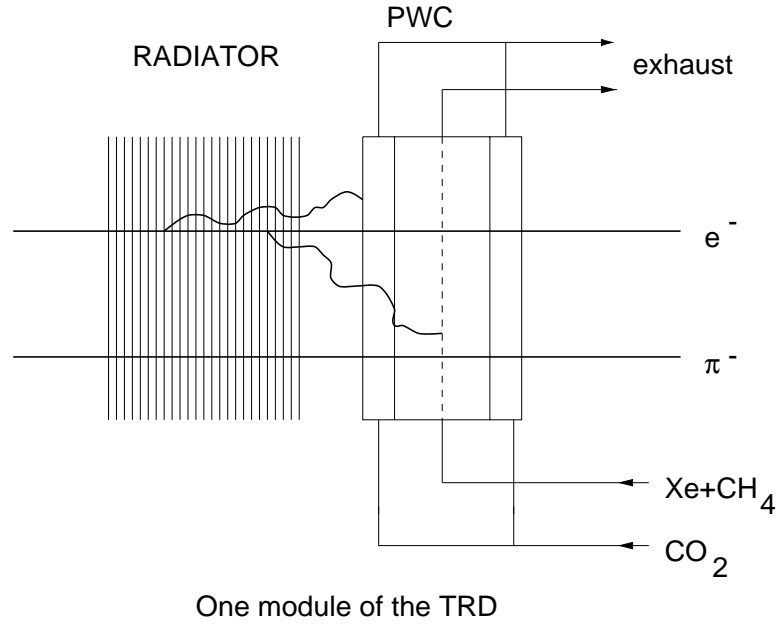 PWC
RADIATOR
exhaust
e⁻
π⁻
Xe+CH₄
CO₂
One module of the TRD